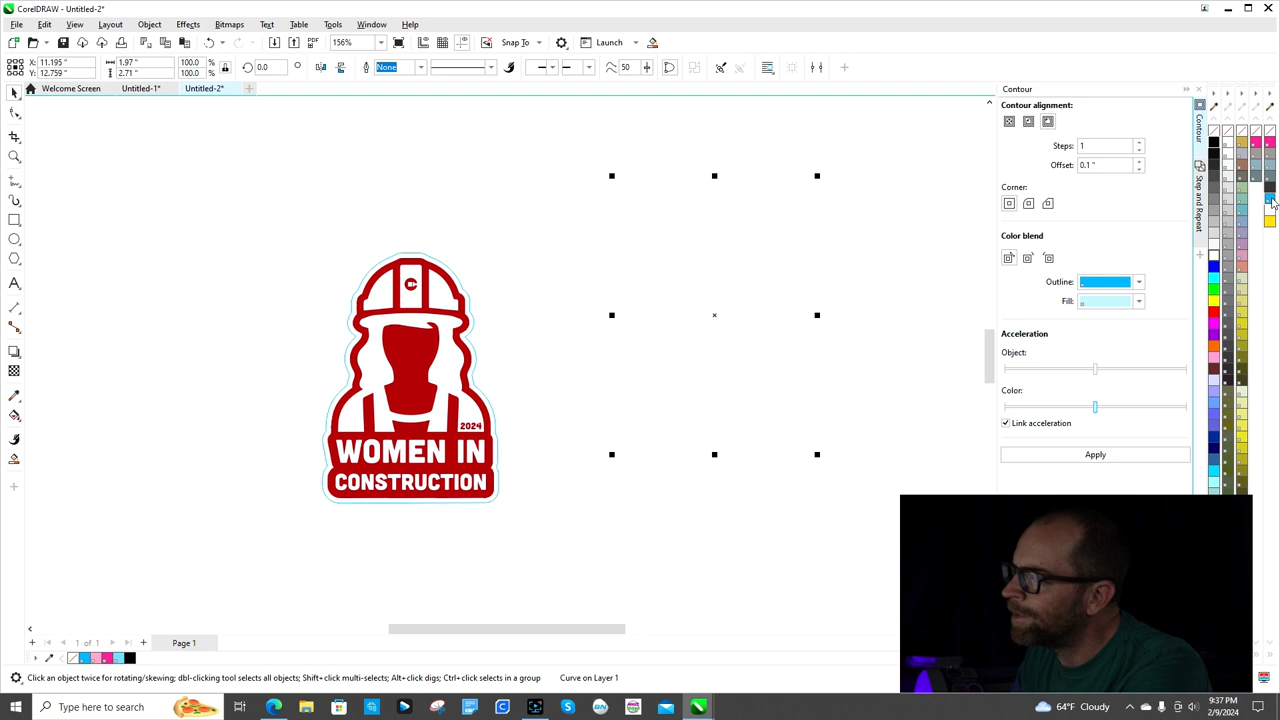 CorelDRAW - Untitled-2*
File Edit View Layout Object Effects Bitmaps Text Table Tools Window Help
PDF 156% Snap To Launch
X: 11.195 " 1.97 " 100.0 % 0.0 ° None 50
Y: 12.759 " 2.71 " 100.0 %
Welcome Screen Untitled-1* Untitled-2*
Contour
Contour alignment:
Steps: 1
Offset: 0.1 "
Corner:
Color blend
Outline:
Fill:
Acceleration
Object:
Color:
Link acceleration
Apply
Contour
Step and Repeat
2024
WOMEN IN
CONSTRUCTION
1 of 1 Page 1
Click an object twice for rotating/skewing; dbl-clicking tool selects all objects; Shift+click multi-selects; Alt+click digs; Ctrl+click selects in a group Curve on Layer 1
Type here to search
64°F Cloudy
9:37 PM
2/9/2024